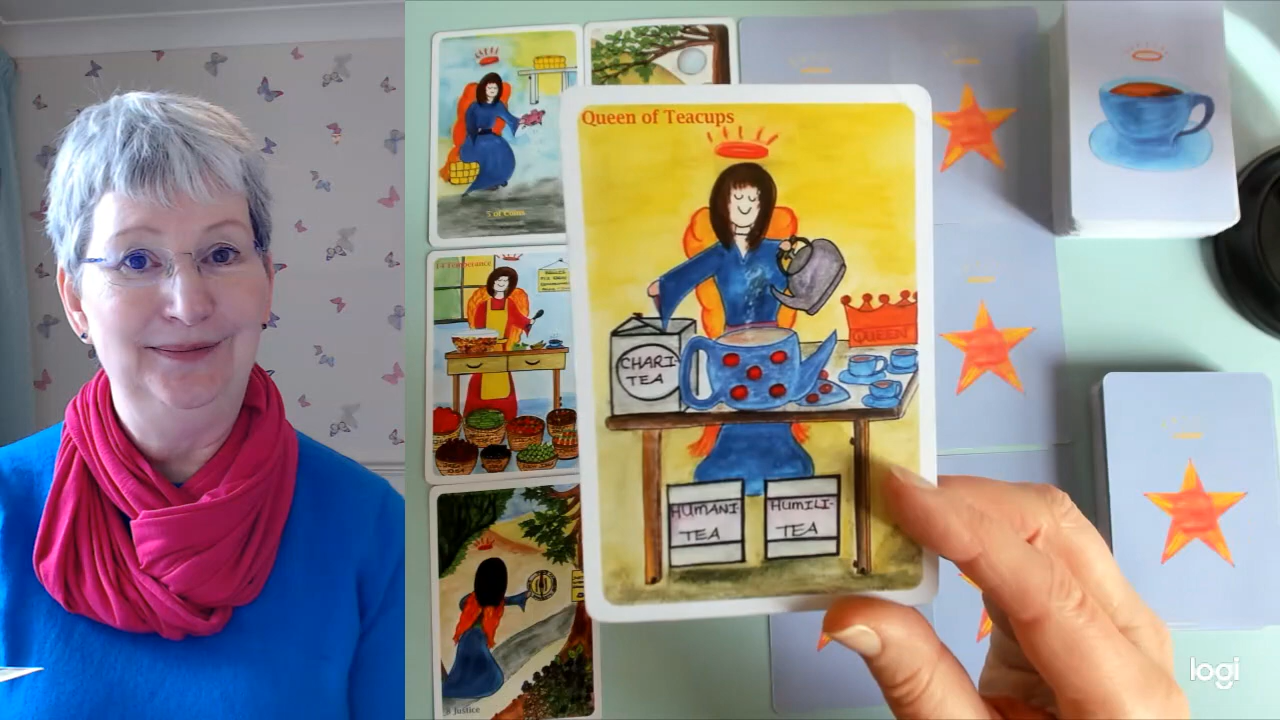 5 of Coins
Queen of Teacups
14 Temperance
QUEEN
CHARI-
TEA
HUMANI-
TEA
HUMILI-
TEA
8 Justice
logi